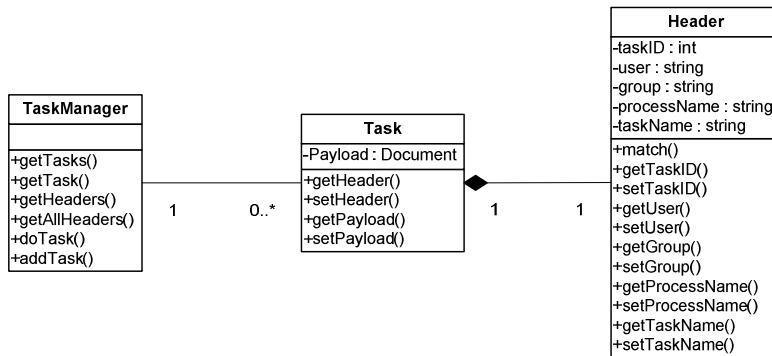 TaskManager
+getTasks()
+getTask()
+getHeaders()
+getAllHeaders()
+doTask()
+addTask()
1
0..*
Task
-Payload : Document
+getHeader()
+setHeader()
+getPayload()
+setPayload()
1
1
Header
-taskID : int
-user : string
-group : string
-processName : string
-taskName : string
+match()
+getTaskID()
+setTaskID()
+getUser()
+setUser()
+getGroup()
+setGroup()
+getProcessName()
+setProcessName()
+getTaskName()
+setTaskName()